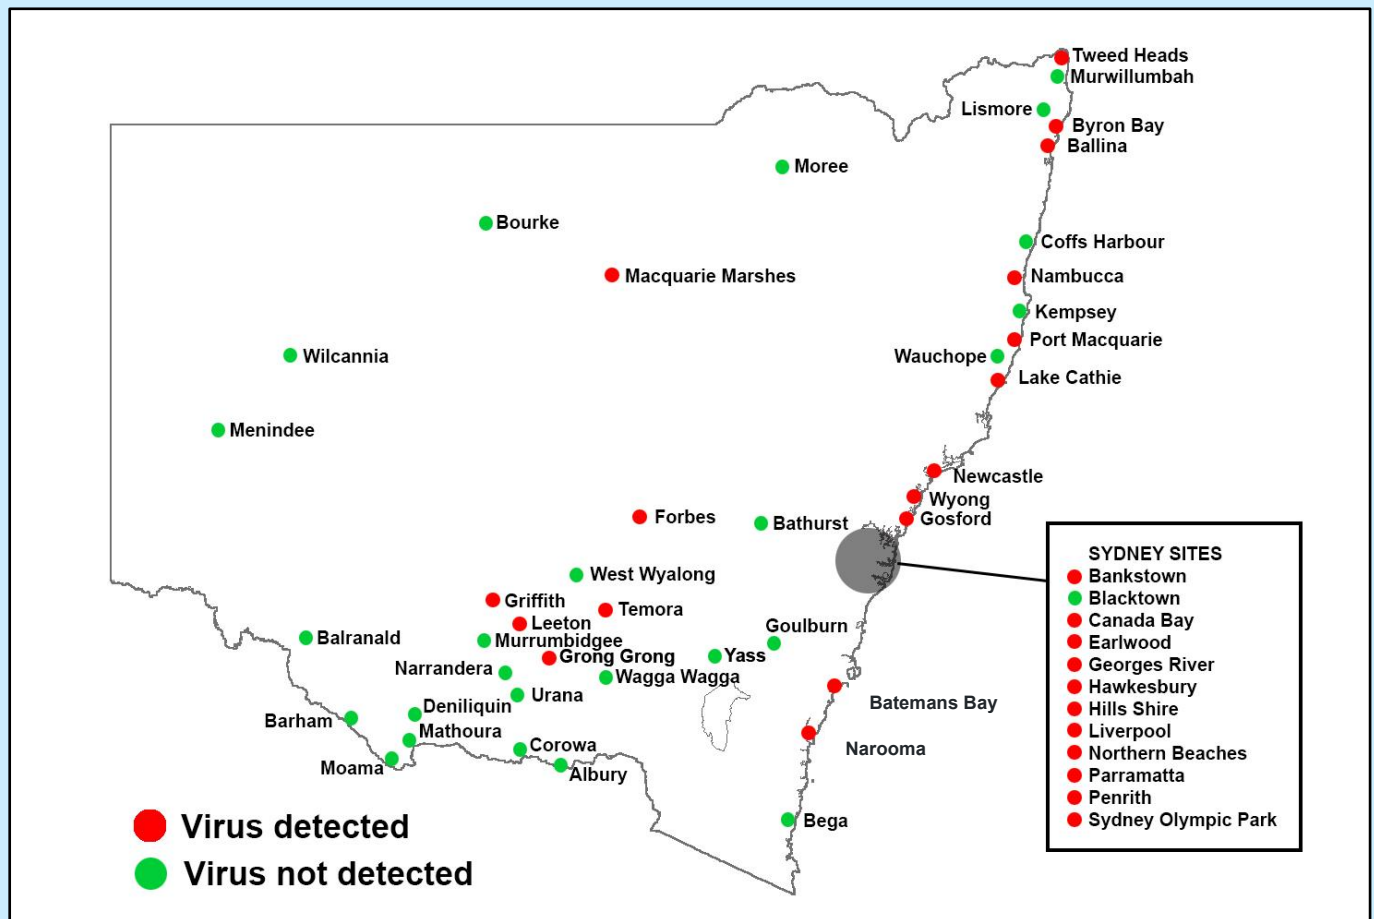 Tweed Heads
Murwillumbah
Lismore
Byron Bay
Ballina
Moree
Bourke
Coffs Harbour
Macquarie Marshes
Nambucca
Kempsey
Port Macquarie
Wauchope
Wilcannia
Lake Cathie
Menindee
Newcastle
Wyong
Forbes
Gosford
Bathurst
SYDNEY SITES
Bankstown
Blacktown
Canada Bay
Earlwood
Georges River
Hawkesbury
Hills Shire
Liverpool
Northern Beaches
Parramatta
Penrith
Sydney Olympic Park
West Wyalong
Griffith
Temora
Leeton
Goulburn
Balranald
Murrumbidgee
Yass
Grong Grong
Narrandera
Wagga Wagga
Urana
Batemans Bay
Deniliquin
Barham
Mathoura
Corowa
Narooma
Moama
Albury
Bega
Virus detected
Virus not detected